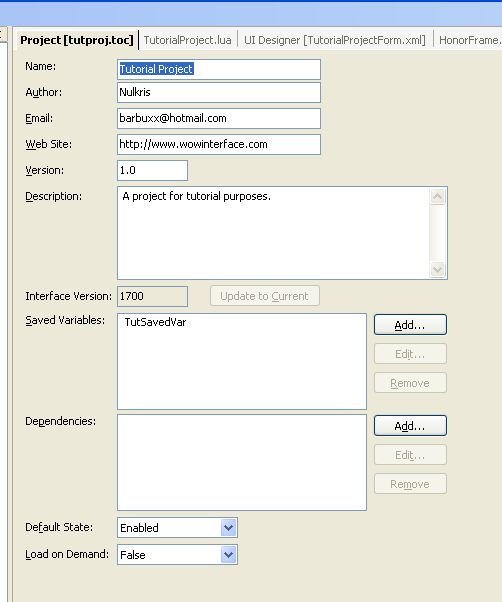 Project [tutproj.toc] TutorialProject.lua UI Designer [TutorialProjectForm.xml] HonorFrame.
Name: Tutorial Project
Author: Nulkris
Email: barbuxx@hotmail.com
Web Site: http://www.wowinterface.com
Version: 1.0
Description: A project for tutorial purposes.
Interface Version: 1700 Update to Current
Saved Variables: TutSavedVar Add...
Edit...
Remove
Dependencies: Add...
Edit...
Remove
Default State: Enabled
Load on Demand: False